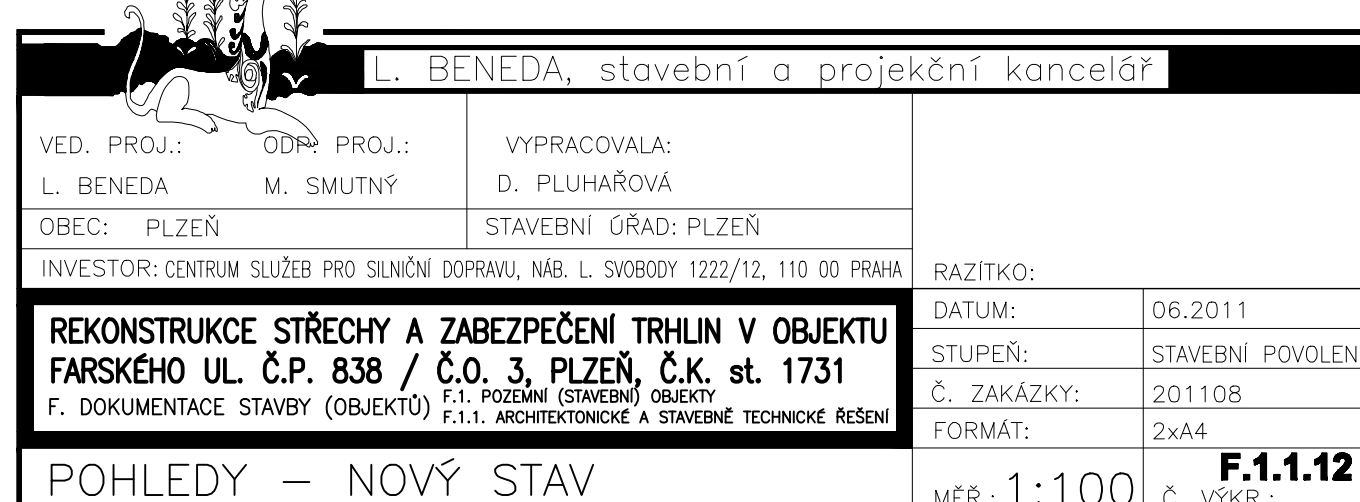 L. BENEDA, stavební a projekční kancelář
VED. PROJ.: ODP. PROJ.: VYPRACOVALA:
L. BENEDA M. SMUTNÝ D. PLUHAŘOVÁ
OBEC: PLZEŇ STAVEBNÍ ÚŘAD: PLZEŇ
INVESTOR: CENTRUM SLUŽEB PRO SILNIČNÍ DOPRAVU, NÁB. L. SVOBODY 1222/12, 110 00 PRAHA
RAZÍTKO:
REKONSTRUKCE STŘECHY A ZABEZPEČENÍ TRHLIN V OBJEKTU
FARSKÉHO UL. Č.P. 838 / Č.O. 3, PLZEŇ, Č.K. st. 1731
F. DOKUMENTACE STAVBY (OBJEKTŮ) F.1. POZEMNÍ (STAVEBNÍ) OBJEKTY
F.1.1. ARCHITEKTONICKÉ A STAVEBNĚ TECHNICKÉ ŘEŠENÍ
DATUM: 06.2011
STUPEŇ: STAVEBNÍ POVOLEN
Č. ZAKÁZKY: 201108
FORMÁT: 2xA4
POHLEDY – NOVÝ STAV
MĚŘ.: 1:100 Č. VÝKR.: F.1.1.12